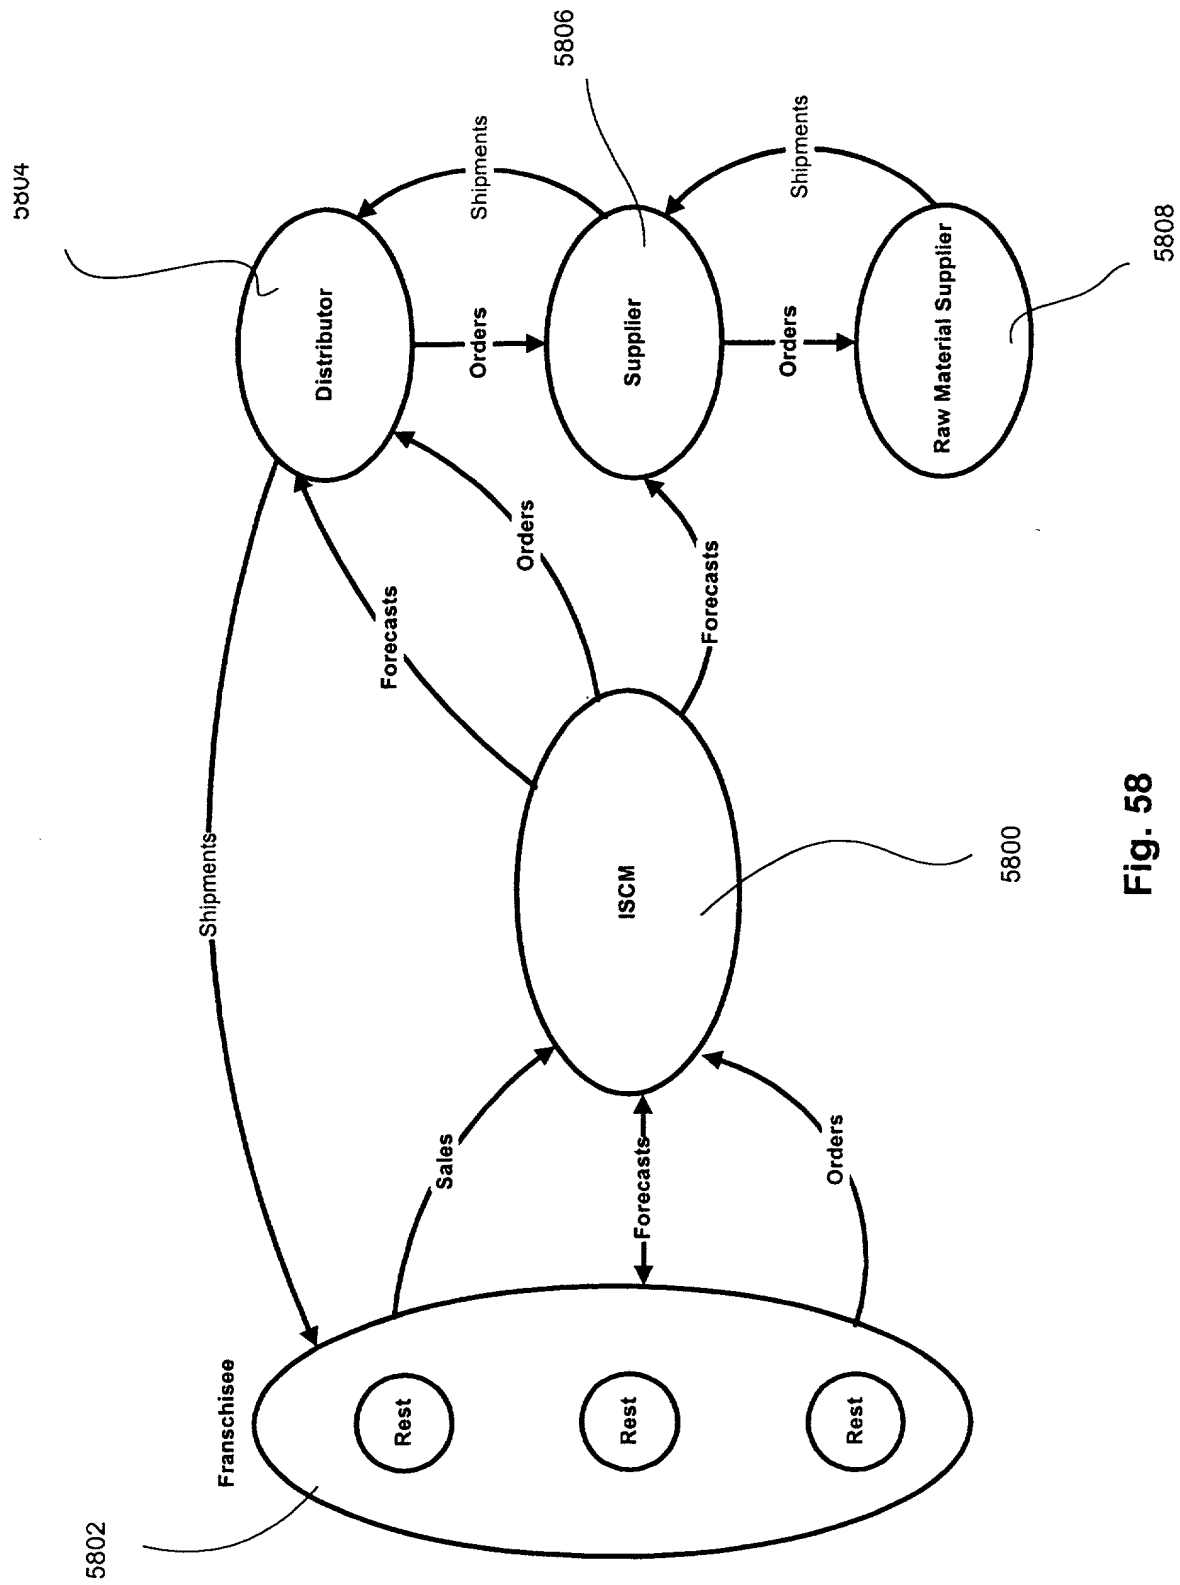 5804
5802
Franschisee
Shipments
Distributor
Forecasts
Rest
Sales
Orders
Orders
Shipments
5806
Rest
Forecasts
ISCM
Supplier
Forecasts
Orders
Shipments
Rest
Orders
Raw Material Supplier
5800
5808
Fig. 58